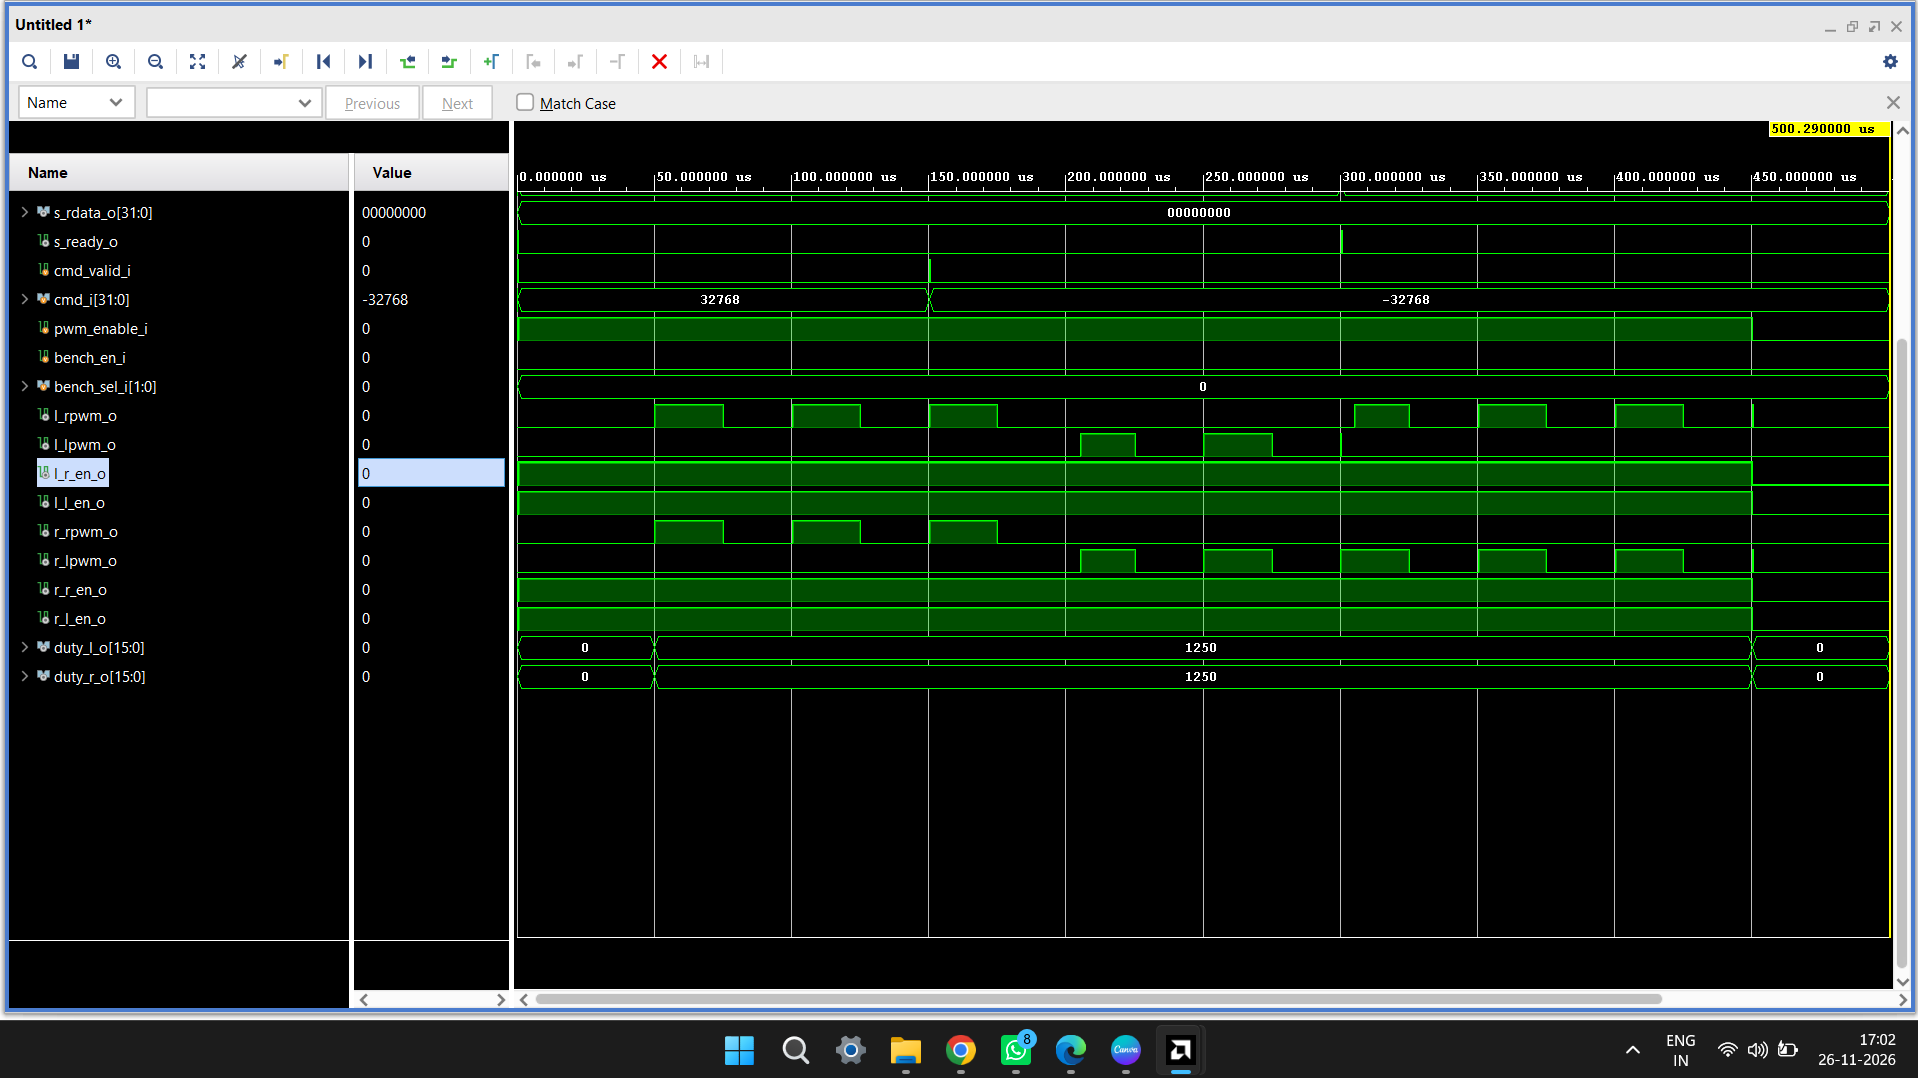 Untitled 1*
Name
Previous
Next
Match Case
500.290000 us
Name
Value
0.000000 us
50.000000 us
100.000000 us
150.000000 us
200.000000 us
250.000000 us
300.000000 us
350.000000 us
400.000000 us
450.000000 us
s_rdata_o[31:0] 00000000 00000000
s_ready_o 0
cmd_valid_i 0
cmd_i[31:0] -32768 32768 -32768
pwm_enable_i 0
bench_en_i 0
bench_sel_i[1:0] 0 0
l_rpwm_o 0
l_lpwm_o 0
l_r_en_o 0
l_l_en_o 0
r_rpwm_o 0
r_lpwm_o 0
r_r_en_o 0
r_l_en_o 0
duty_l_o[15:0] 0 0 1250 0
duty_r_o[15:0] 0 0 1250 0
8
Canva
ENG
IN
17:02
26-11-2026